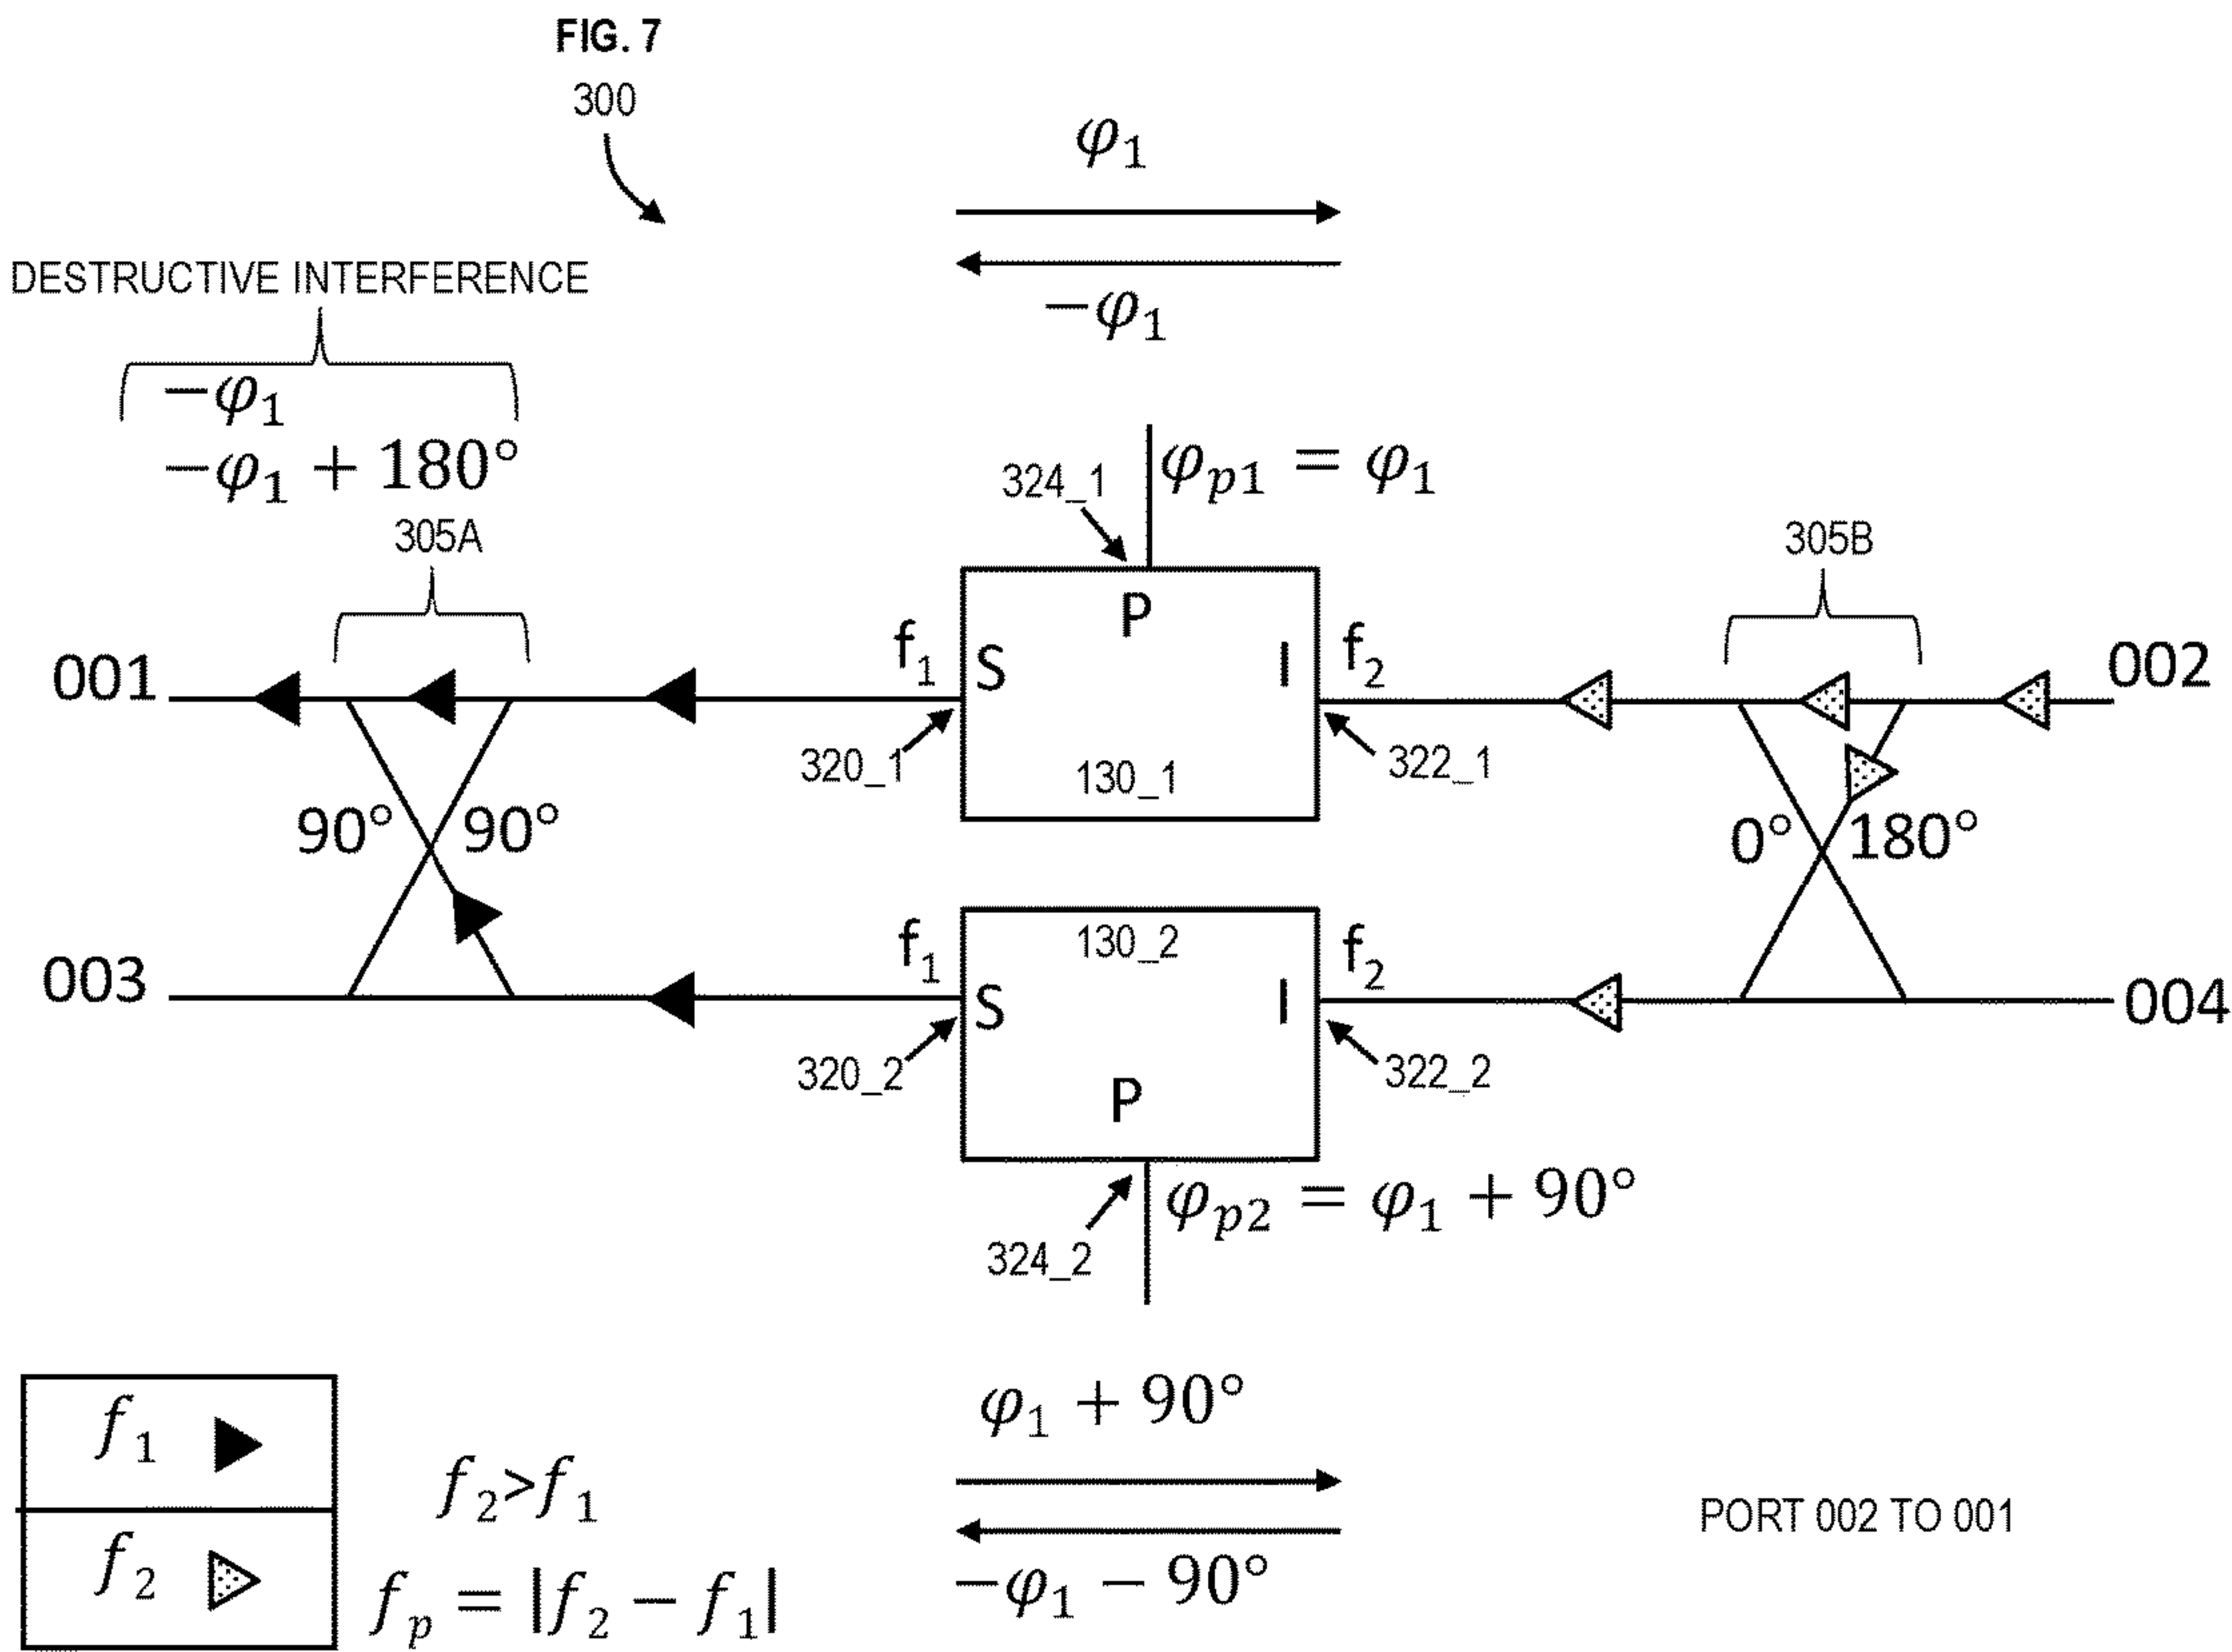 FIG. 7
300
φ₁
−φ₁
DESTRUCTIVE INTERFERENCE
−φ₁
−φ₁ + 180°
305A
324_1
φₚ₁ = φ₁
305B
001
f₁
S
P
I
f₂
002
320_1
130_1
322_1
90°
90°
0°
180°
003
f₁
S
130_2
I
f₂
004
320_2
P
322_2
324_2
φₚ₂ = φ₁ + 90°
f₁
f₂
f₂>f₁
fₚ = |f₂ − f₁|
φ₁ + 90°
−φ₁ − 90°
PORT 002 TO 001